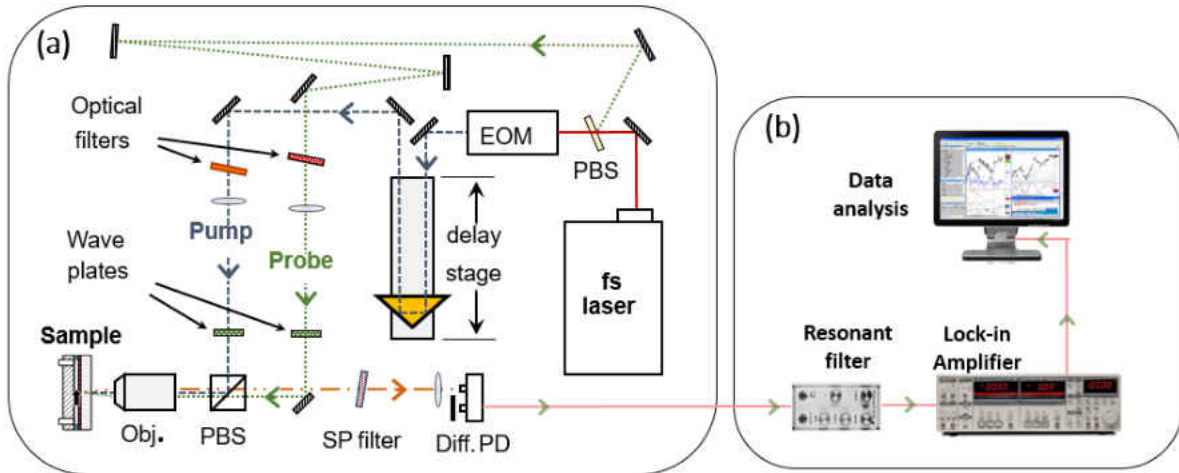 (a)
Optical
filters
EOM
PBS
Pump
Wave
plates
Probe
delay
stage
fs
laser
Sample
Obj.
PBS
SP filter
Diff. PD
(b)
Data
analysis
Resonant
filter
Lock-in
Amplifier